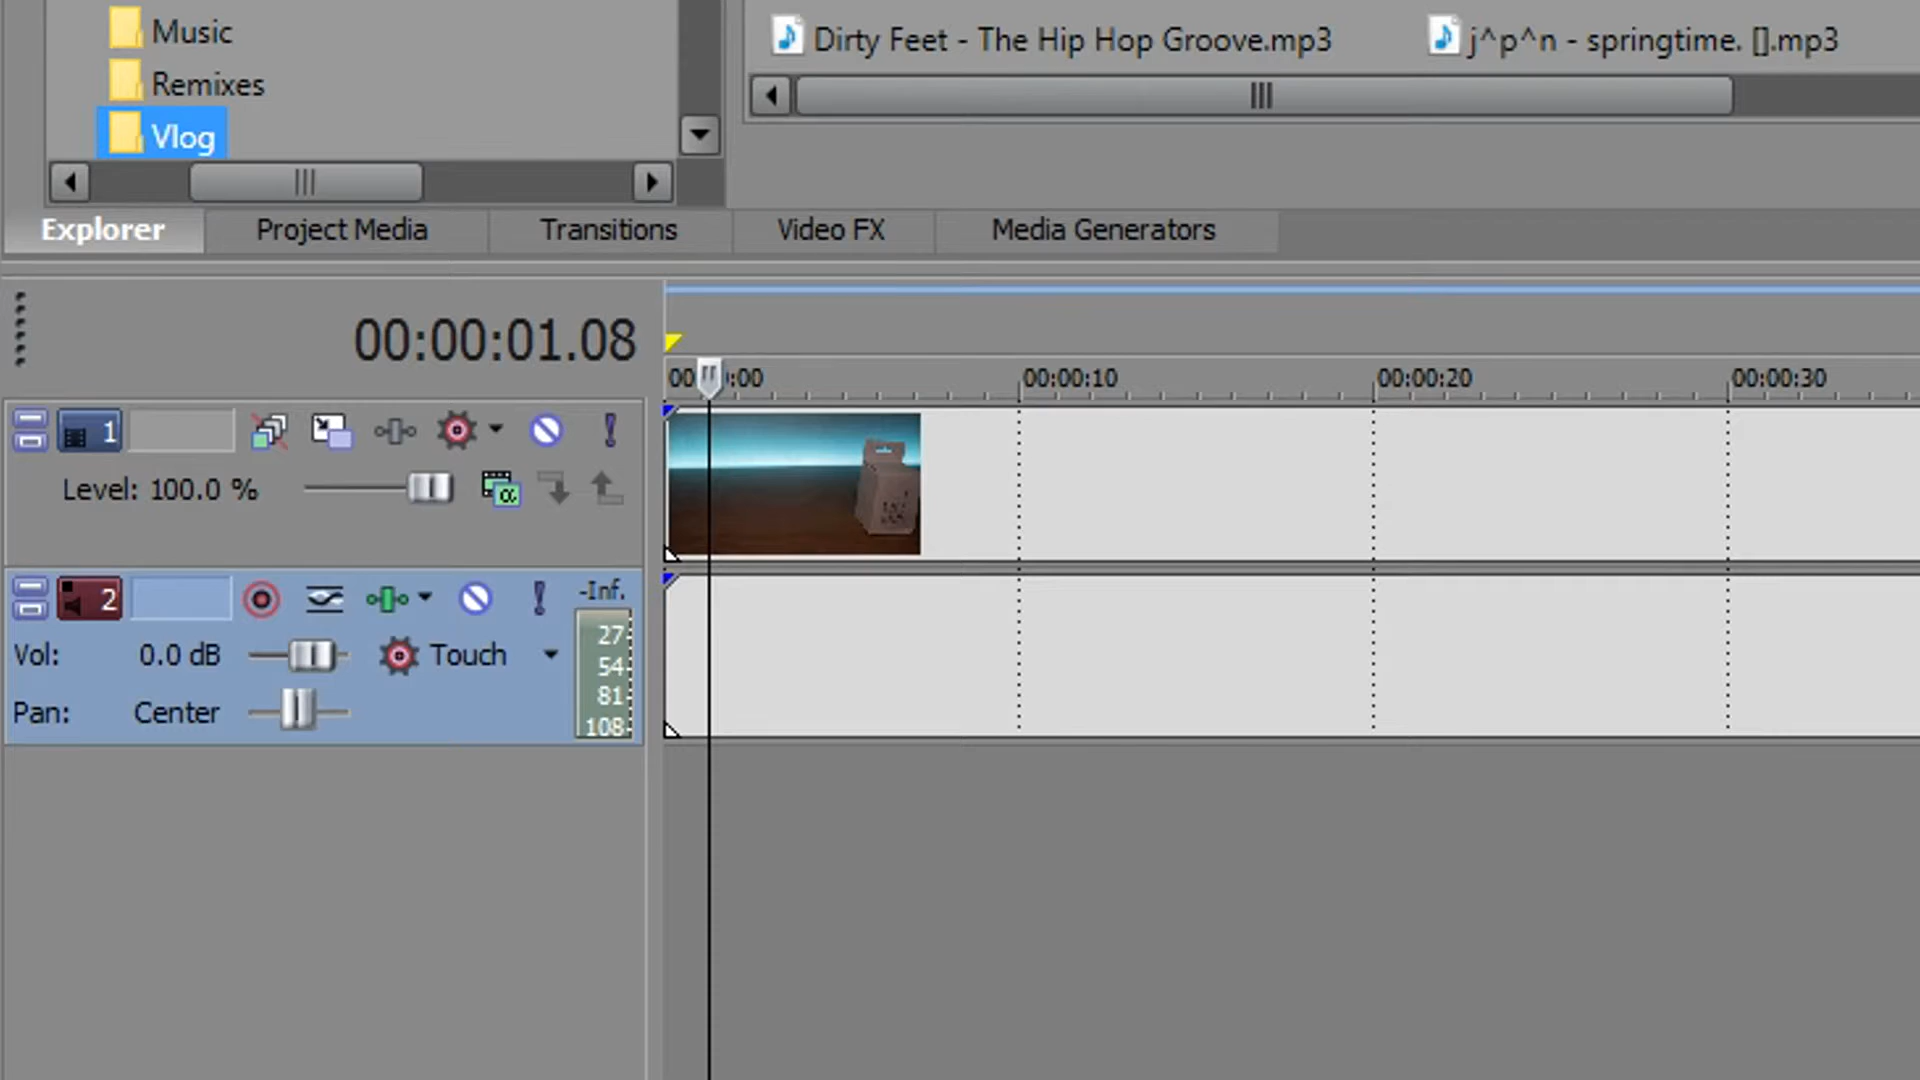 Music
Remixes
Vlog
Dirty Feet - The Hip Hop Groove.mp3
j^p^n - springtime. [].mp3
Explorer
Project Media
Transitions
Video FX
Media Generators
00:00:01.08
00:00:10
00:00:20
00:00:30
1
Level: 100.0 %
2
-Inf.
27
54
81
108
Vol:
0.0 dB
Touch
Pan:
Center